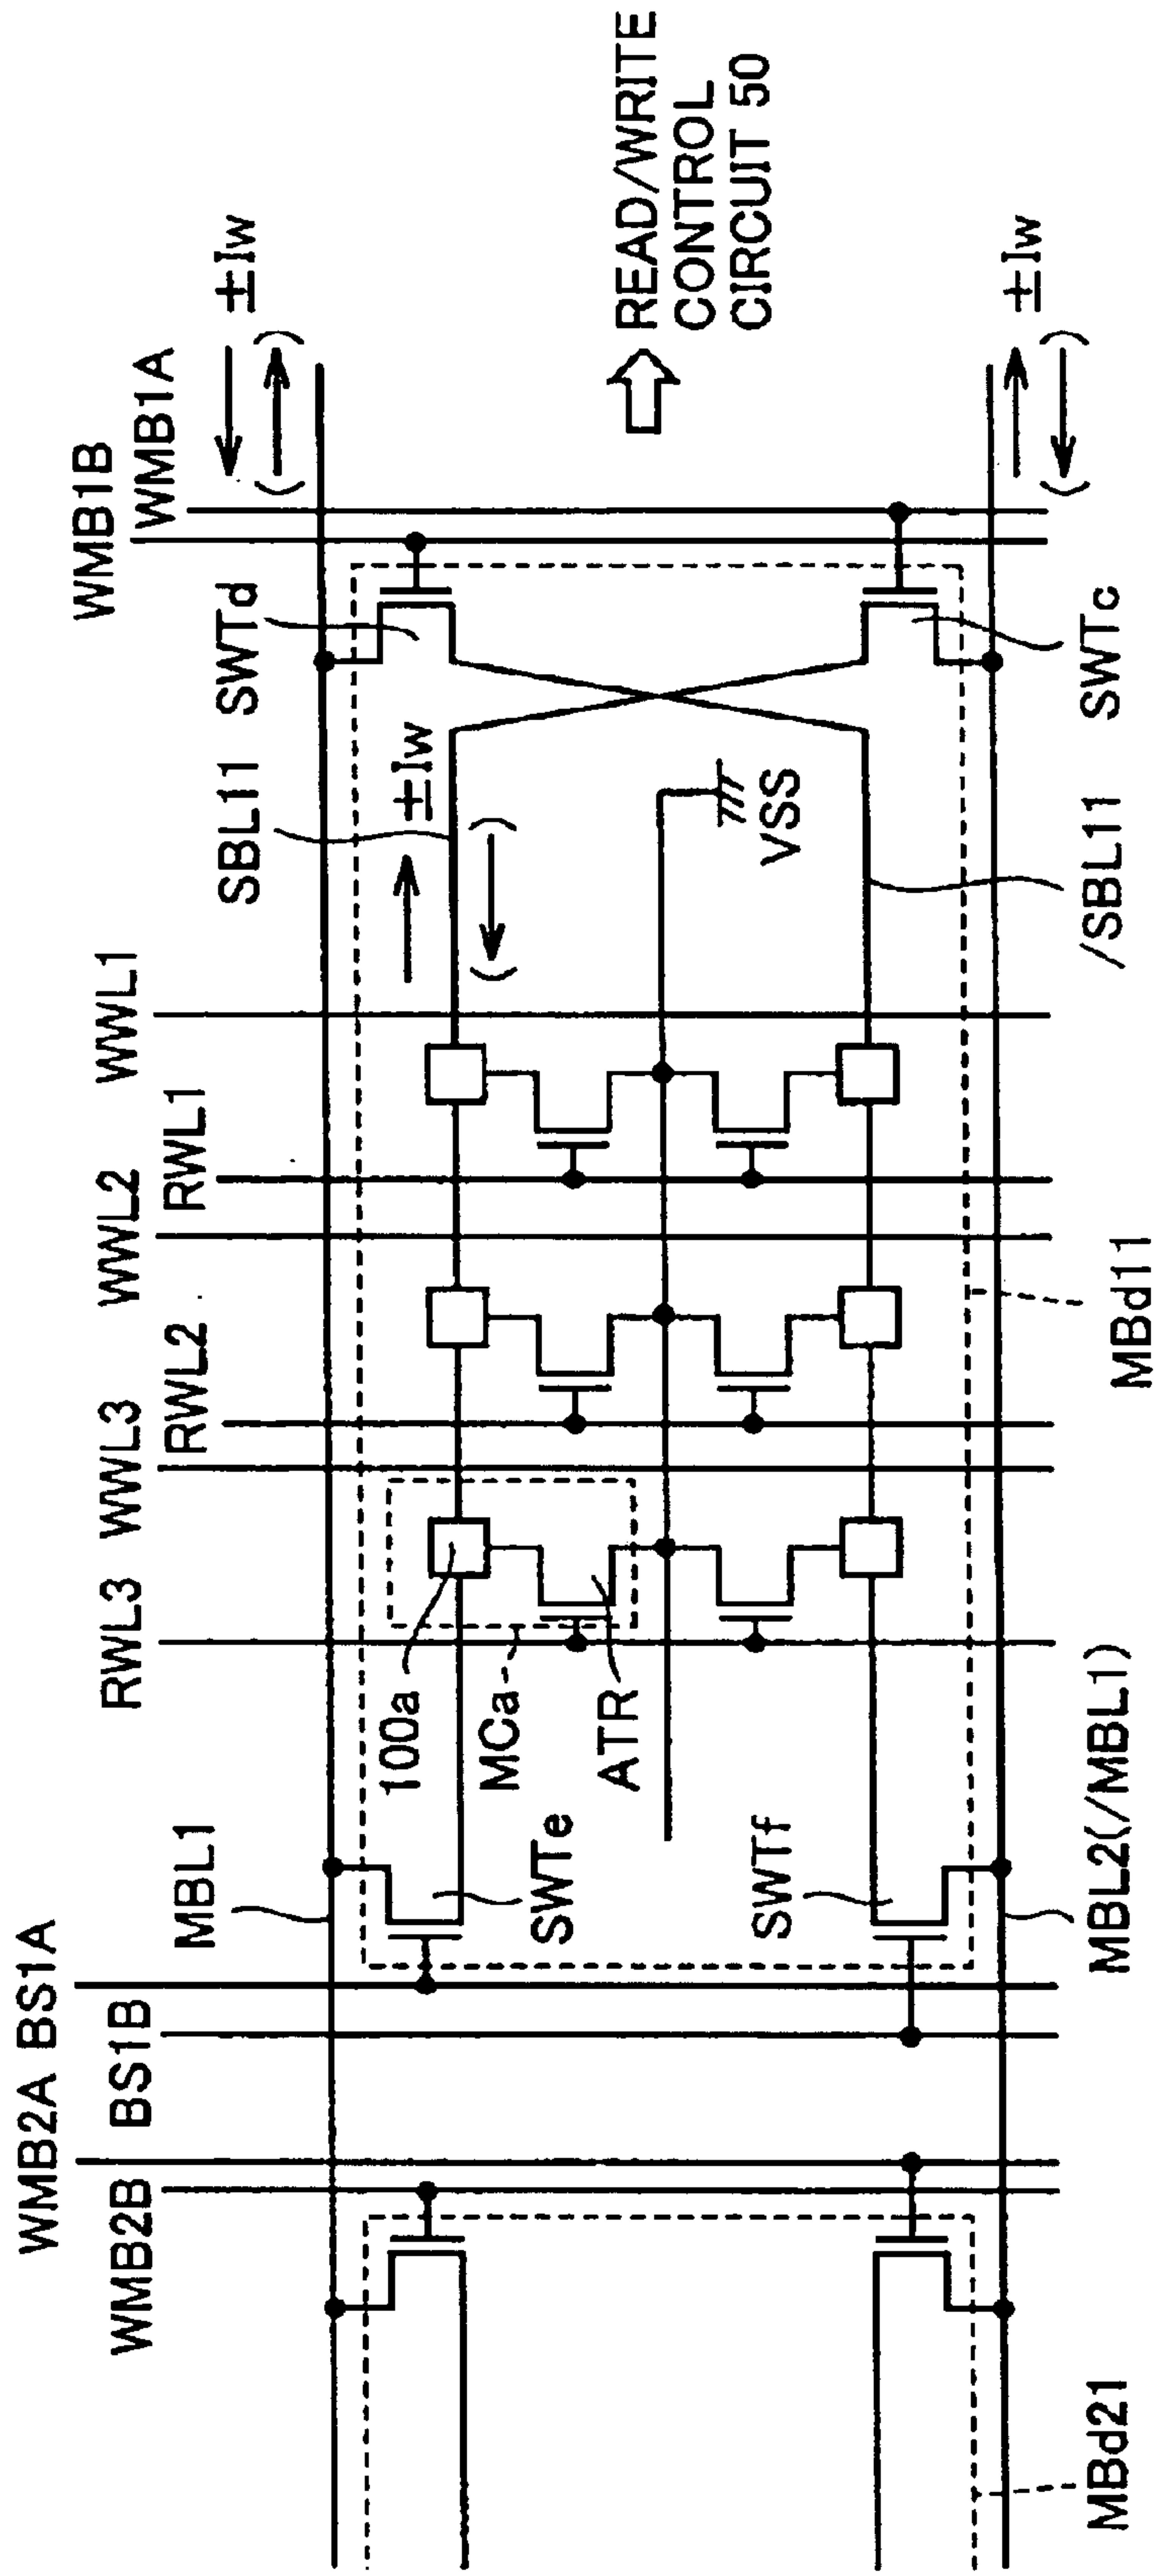 WMB2A BS1A
WMB2B BS1B
MBL1
RWL3 WWL3
RWL2 WWL2
RWL1 WWL1
SBL11 SWTd
WMB1B
WMB1A
±Iw
±Iw
100a
MCa
ATR
SWTe
SWTf
VSS
READ/WRITE
CONTROL
CIRCUIT 50
±Iw
MBd21
MBL2(/MBL1)
MBd11
/SBL11
SWTc